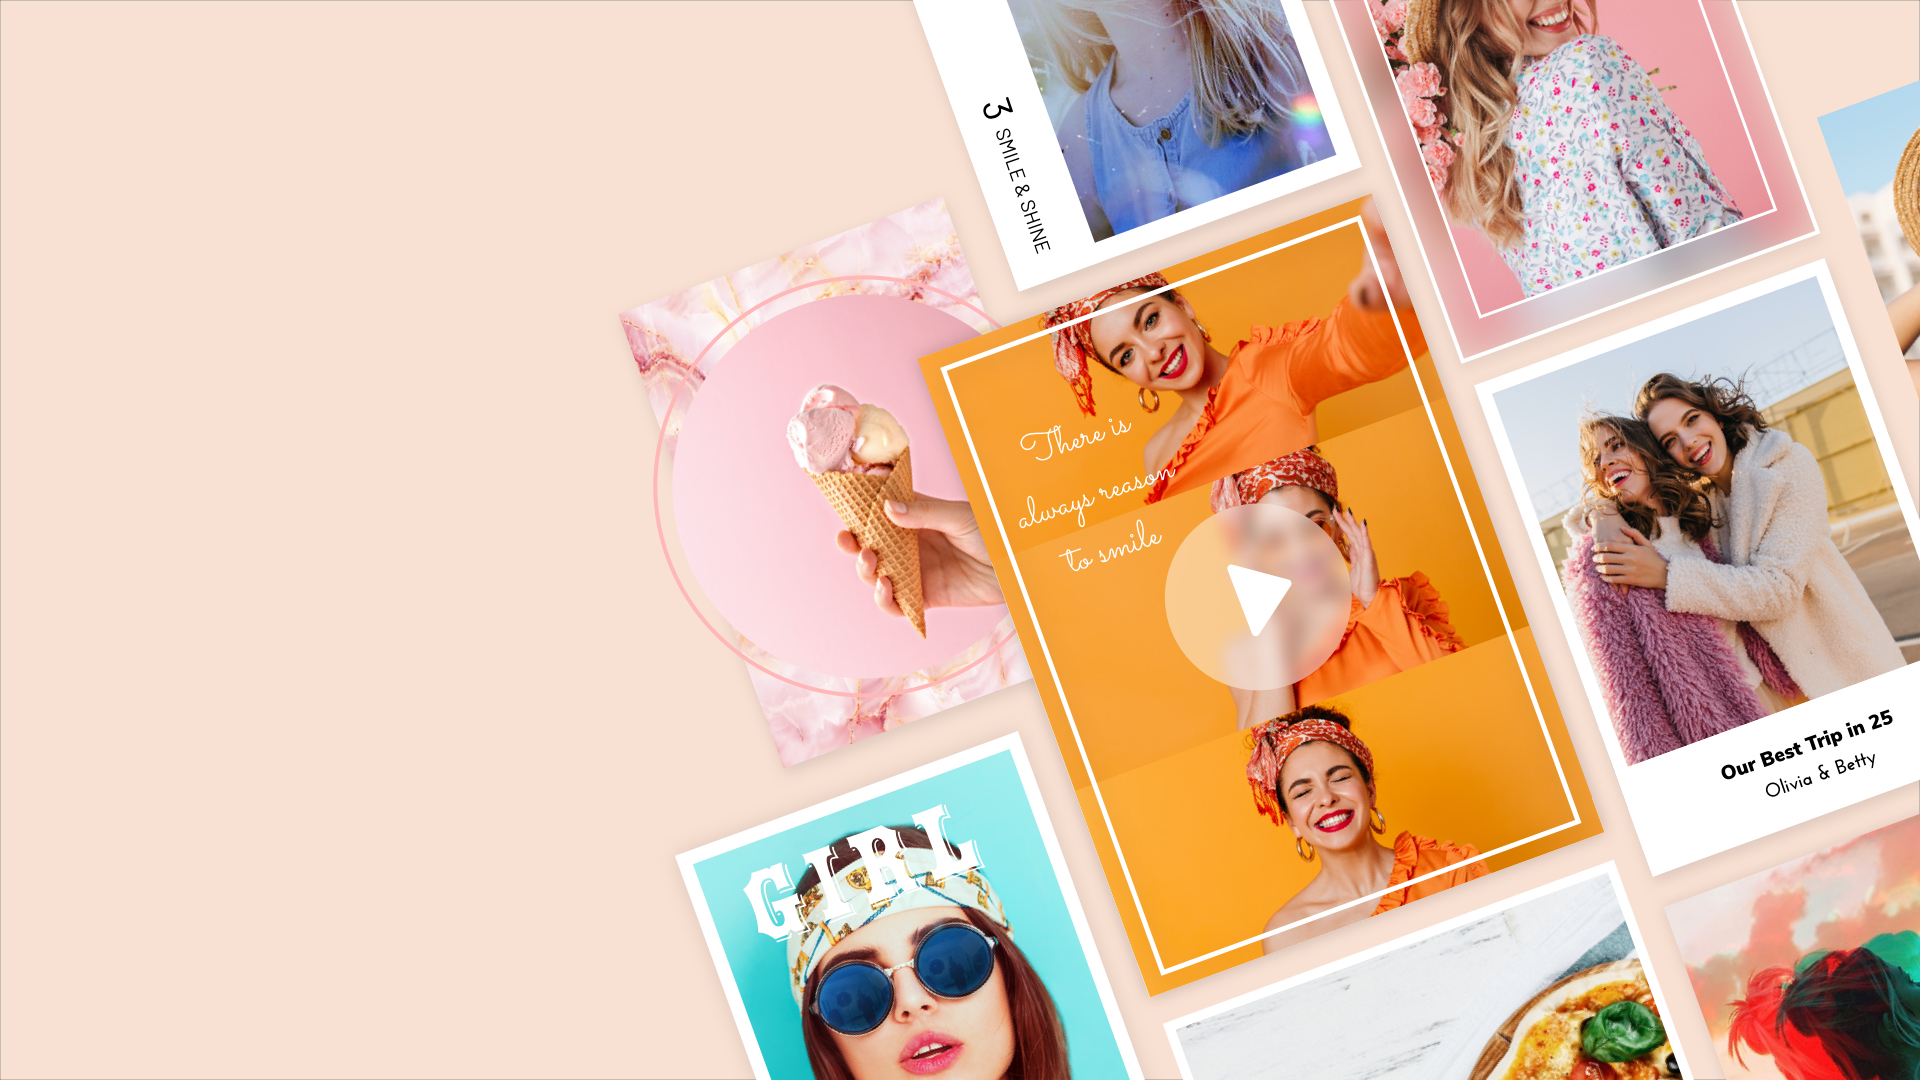 3 SMILE & SHINE
There is
always reason
to smile
Our Best Trip in 25
Olivia & Betty
GIRL